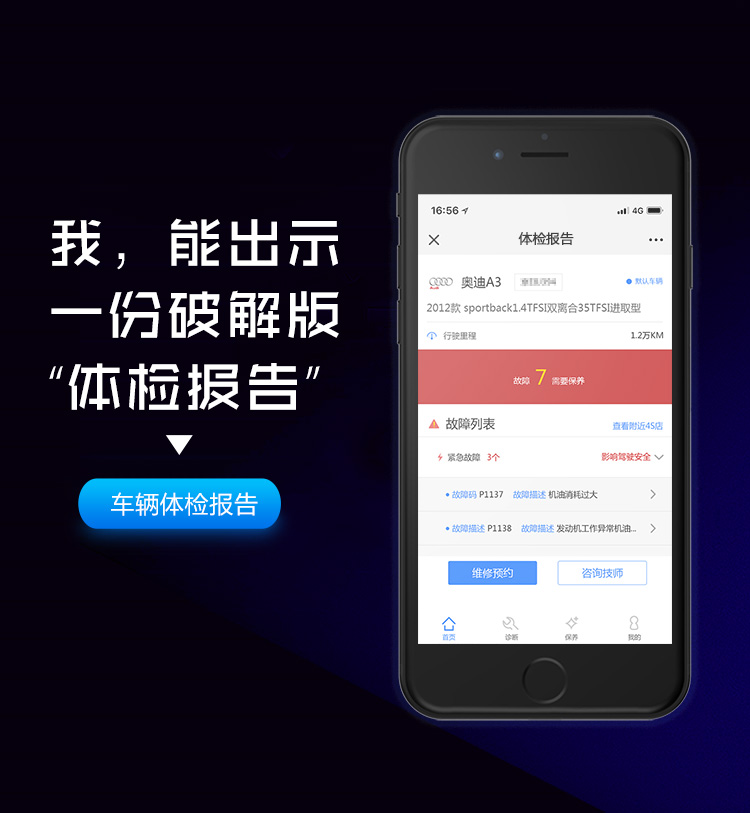 我，能出示
一份破解版
“体检报告”
车辆体检报告
16:56 4G
体检报告
奥迪A3 默认车辆
2012款 sportback1.4TFSI双离合35TFSI进取型
行驶里程 1.2万KM
故障 7 需要保养
故障列表 查看附近4S店
紧急故障 3个 影响驾驶安全
故障码 P1137 故障描述 机油消耗过大
故障描述 P1138 故障描述 发动机工作异常机油...
维修预约 咨询技师
首页 诊断 保养 我的